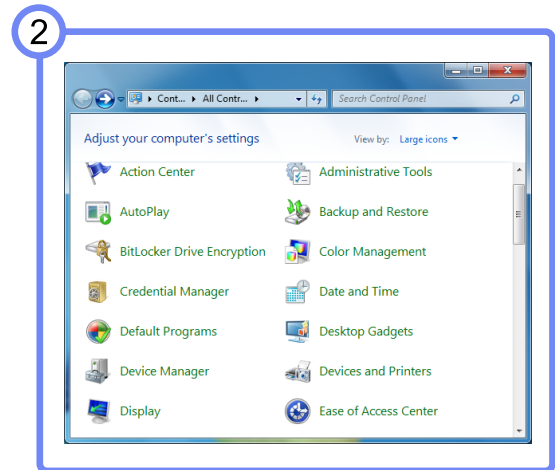 2
Cont... All Contr... Search Control Panel
Adjust your computer's settings View by: Large icons
Action Center Administrative Tools
AutoPlay Backup and Restore
BitLocker Drive Encryption Color Management
Credential Manager Date and Time
Default Programs Desktop Gadgets
Device Manager Devices and Printers
Display Ease of Access Center